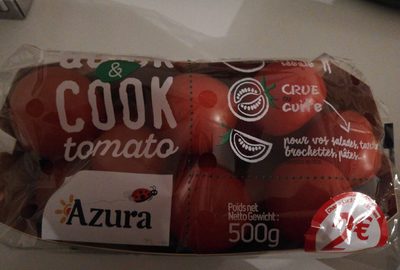 &
COOK
tomato
CRUE
cuite
pour vos salades,
brochettes, pâtes...
Azura
Poids net
Netto Gewicht:
500g
€